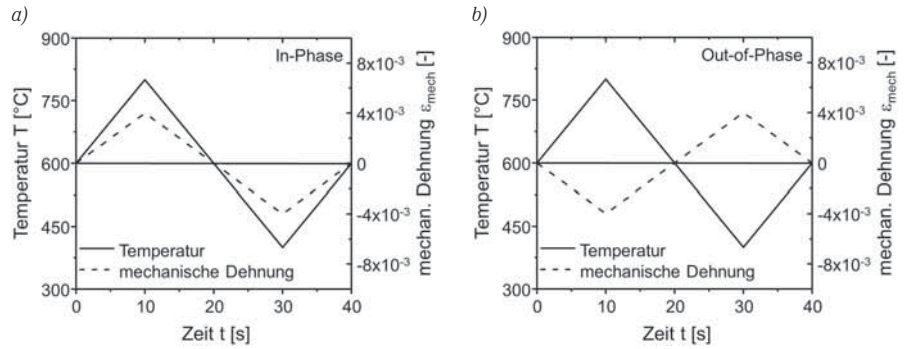 a)
900
750
600
450
300
Temperatur T [°C]
In-Phase
8x10⁻³
4x10⁻³
0
-4x10⁻³
-8x10⁻³
mechan. Dehnung εmech [-]
Temperatur
mechanische Dehnung
0 10 20 30 40
Zeit t [s]
b)
900
750
600
450
300
Temperatur T [°C]
Out-of-Phase
8x10⁻³
4x10⁻³
0
-4x10⁻³
-8x10⁻³
mechan. Dehnung εmech [-]
Temperatur
mechanische Dehnung
0 10 20 30 40
Zeit t [s]